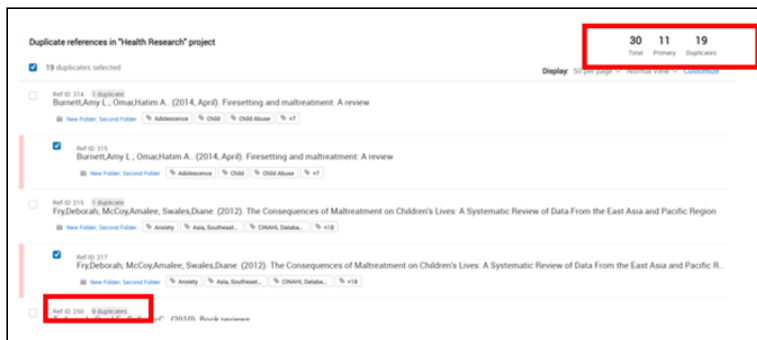 Duplicate references in "Health Research" project
30 11 19
Total Primary Duplicates
19 duplicates selected
Display: 50 per page Normal View Customize
Ref ID: 314 1 duplicate
Burnett,Amy L.; Omar,Hatim A.. (2014, April). Firesetting and maltreatment: A review
New Folder; Second Folder Adolescence Child Child Abuse +7
Ref ID: 315
Burnett,Amy L.; Omar,Hatim A.. (2014, April). Firesetting and maltreatment: A review
New Folder; Second Folder Adolescence Child Child Abuse +7
Ref ID: 215 1 duplicate
Fry,Deborah; McCoy,Amalee; Swales,Diane. (2012). The Consequences of Maltreatment on Children's Lives: A Systematic Review of Data From the East Asia and Pacific Region
New Folder; Second Folder Anxiety Asia, Southeast... CINAHL Databa... +18
Ref ID: 217
Fry,Deborah; McCoy,Amalee; Swales,Diane. (2012). The Consequences of Maltreatment on Children's Lives: A Systematic Review of Data From the East Asia and Pacific R...
New Folder; Second Folder Anxiety Asia, Southeast... CINAHL Databa... +18
Ref ID: 250 9 duplicates
(2010). Book reviews